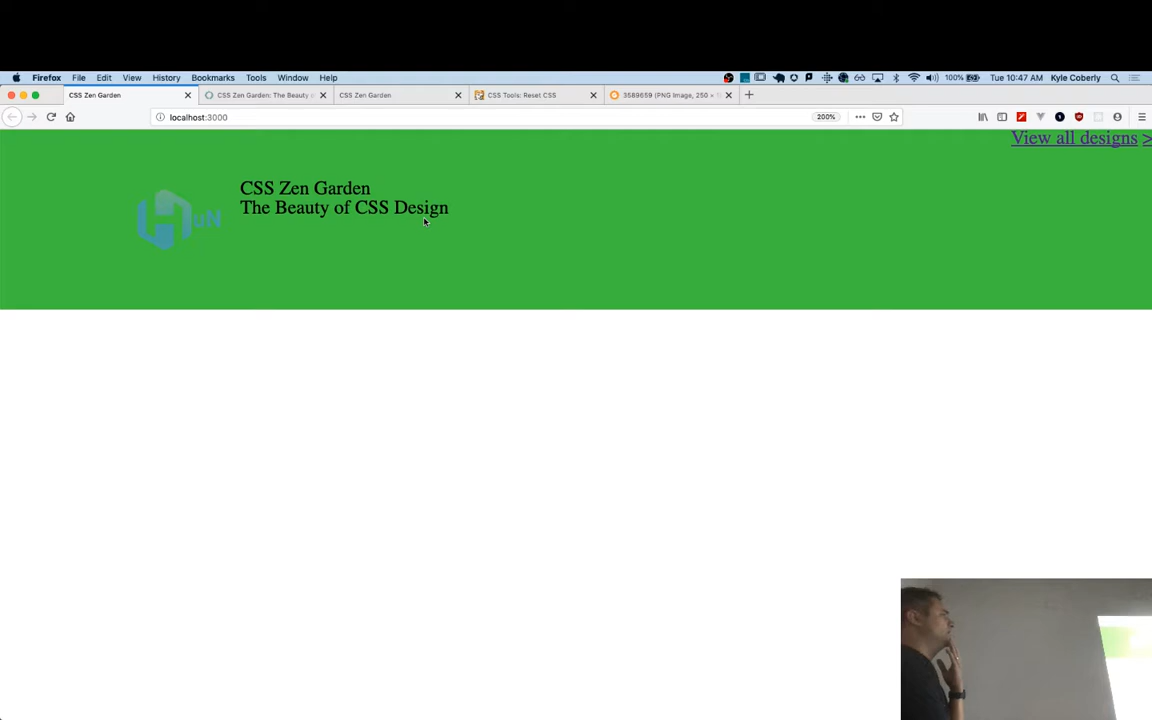 Firefox File Edit View History Bookmarks Tools Window Help 100% Tue 10:47 AM Kyle Coberly
CSS Zen Garden CSS Zen Garden: The Beauty CSS Zen Garden CSS Tools: Reset CSS 3589659 (PNG Image, 250 ×
localhost:3000 200%
View all designs >
CSS Zen Garden
The Beauty of CSS Design
HuN